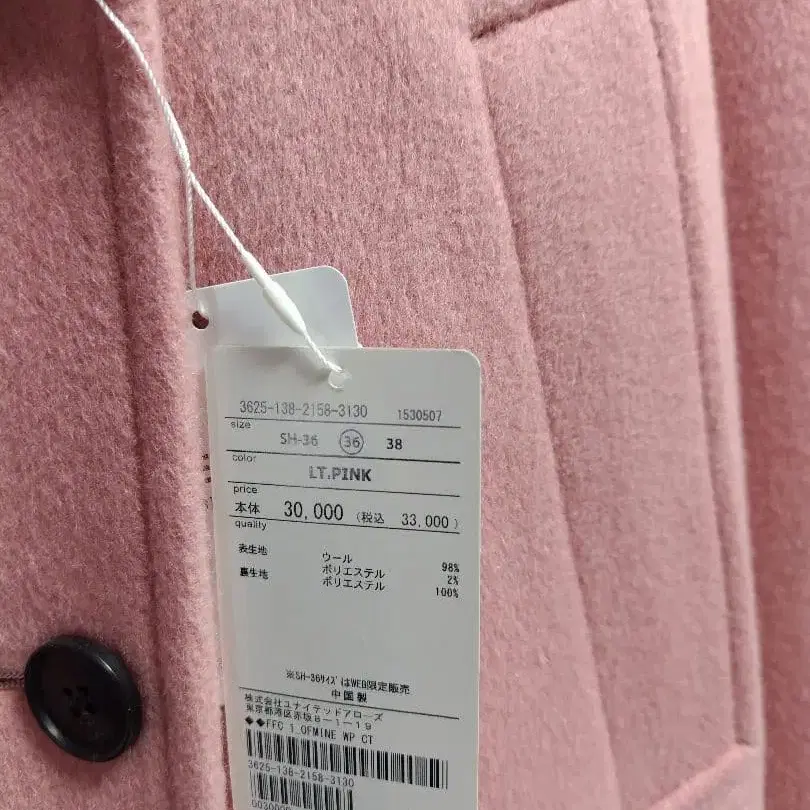 3625-138-2158-3130 1530507
size
SH-36 36 38
color
LT.PINK
price
本体 30,000 (税込 33,000)
quality
表生地 ウール 98%
ポリエステル 2%
裏生地 ポリエステル 100%
※SH-36サイズはWEB限定販売
中国製
株式会社ユナイテッドアローズ
東京都港区赤坂8-1-19
◆◆FFC 1.OFMINE WP CT
3625-138-2158-3130